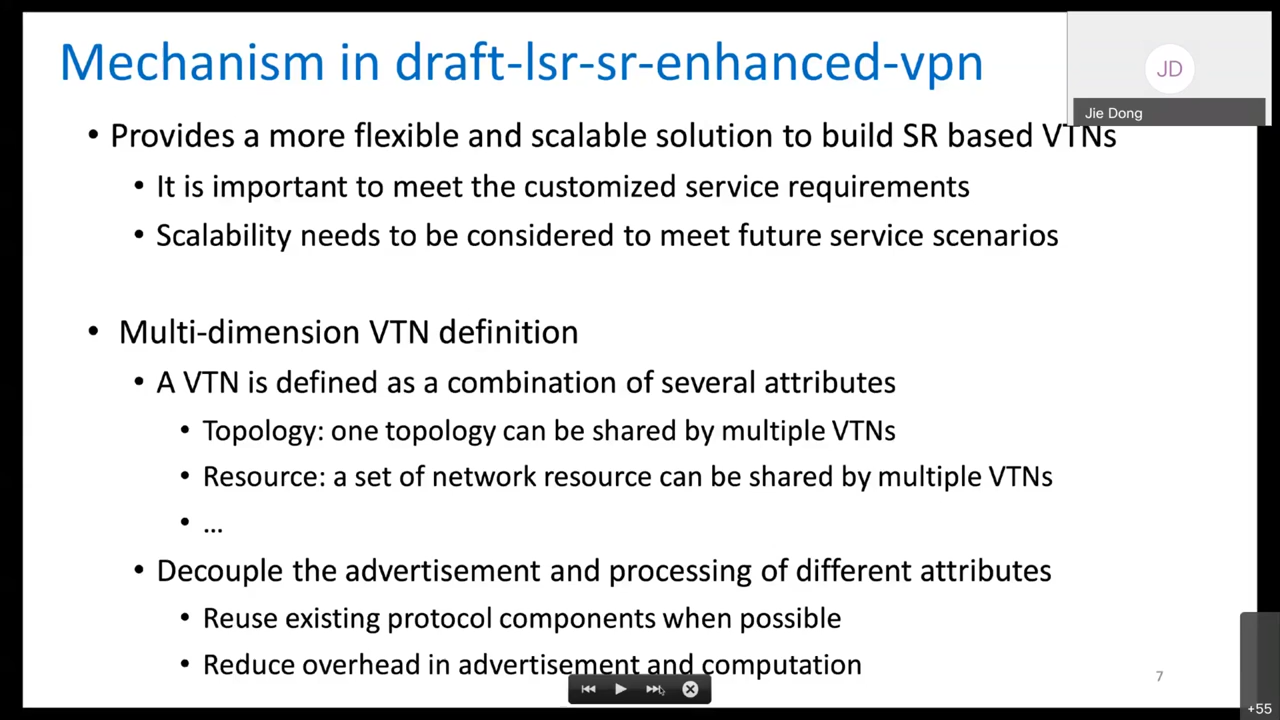 Mechanism in draft-lsr-sr-enhanced-vpn
JD
Jie Dong
• Provides a more flexible and scalable solution to build SR based VTNs
• It is important to meet the customized service requirements
• Scalability needs to be considered to meet future service scenarios
• Multi-dimension VTN definition
• A VTN is defined as a combination of several attributes
• Topology: one topology can be shared by multiple VTNs
• Resource: a set of network resource can be shared by multiple VTNs
• ...
• Decouple the advertisement and processing of different attributes
• Reuse existing protocol components when possible
• Reduce overhead in advertisement and computation
7
+55